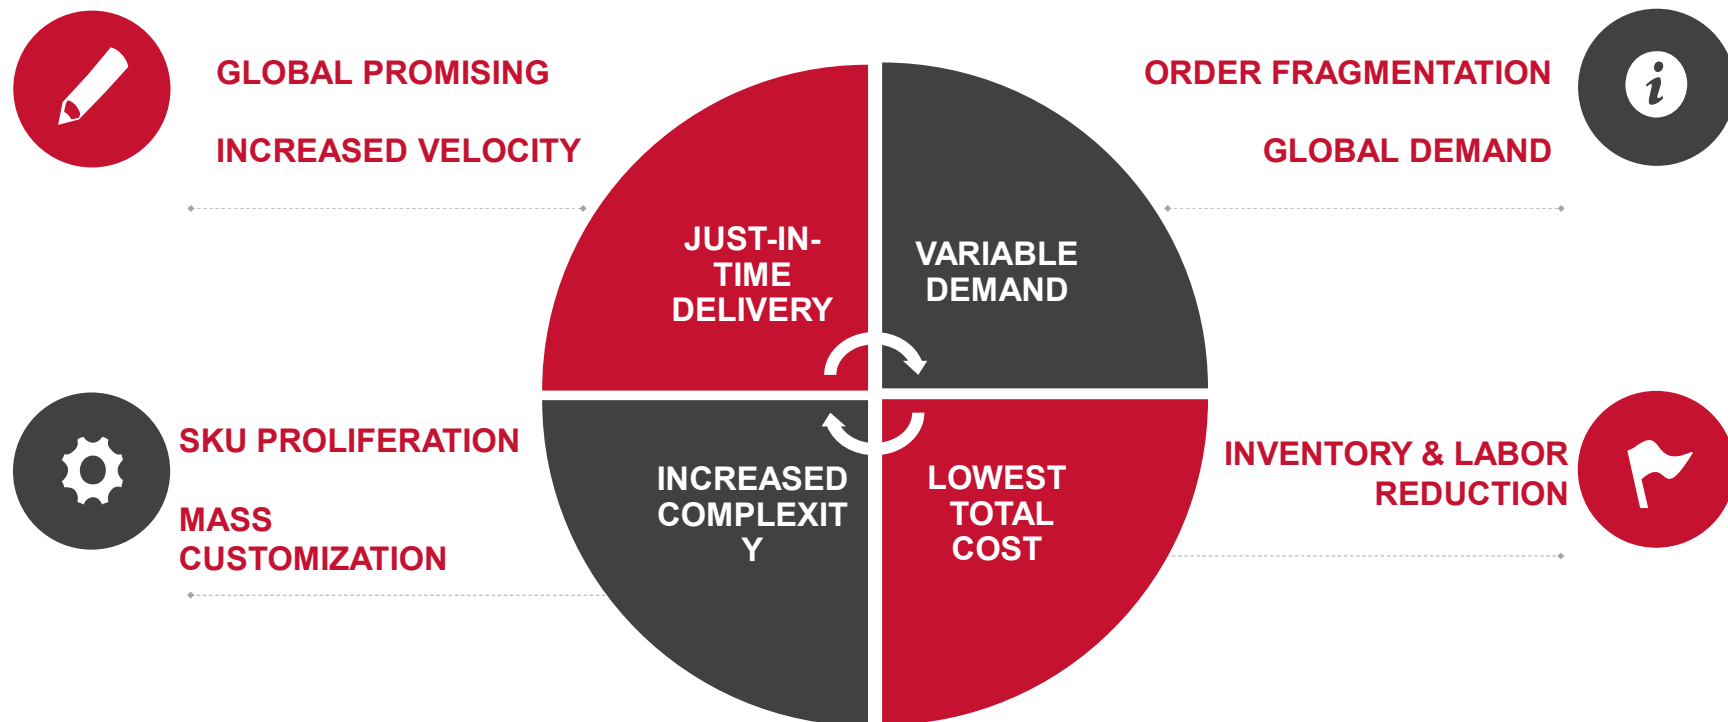 GLOBAL PROMISING
INCREASED VELOCITY
ORDER FRAGMENTATION
GLOBAL DEMAND
JUST-IN-
TIME
DELIVERY
VARIABLE
DEMAND
SKU PROLIFERATION
MASS
CUSTOMIZATION
INCREASED
COMPLEXIT
Y
LOWEST
TOTAL
COST
INVENTORY & LABOR
REDUCTION